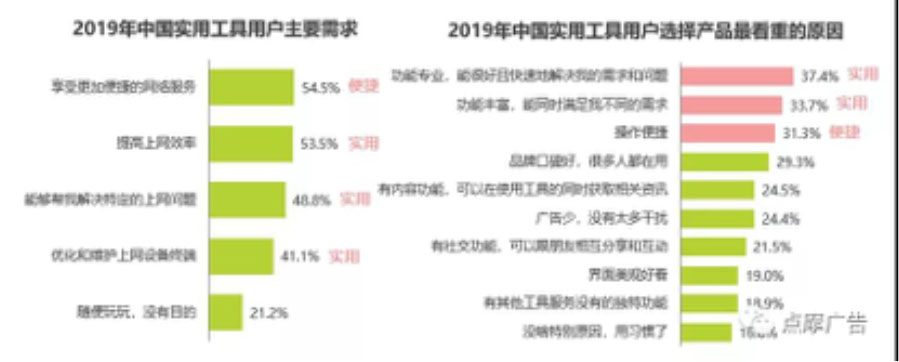 2019年中国实用工具用户主要需求
享受更加便捷的网络服务 54.5% 便捷
提高上网效率 53.5% 实用
能够帮我解决特定的上网问题 48.8% 实用
优化和维护上网设备终端 41.1% 实用
随便玩玩，没有目的 21.2%
2019年中国实用工具用户选择产品最看重的原因
功能专业，能很好且快速地解决我的需求和问题 37.4% 实用
功能丰富，能同时满足我不同的需求 33.7% 实用
操作便捷 31.3% 便捷
品牌口碑好，很多人都在用 29.3%
有内容功能，可以在使用工具的同时获取相关资讯 24.5%
广告少，没有太多干扰 24.4%
有社交功能，可以跟朋友相互分享和互动 21.5%
界面美观好看 19.0%
有其他工具服务没有的独特功能 18.9%
没啥特别原因，用习惯了
点犀广告